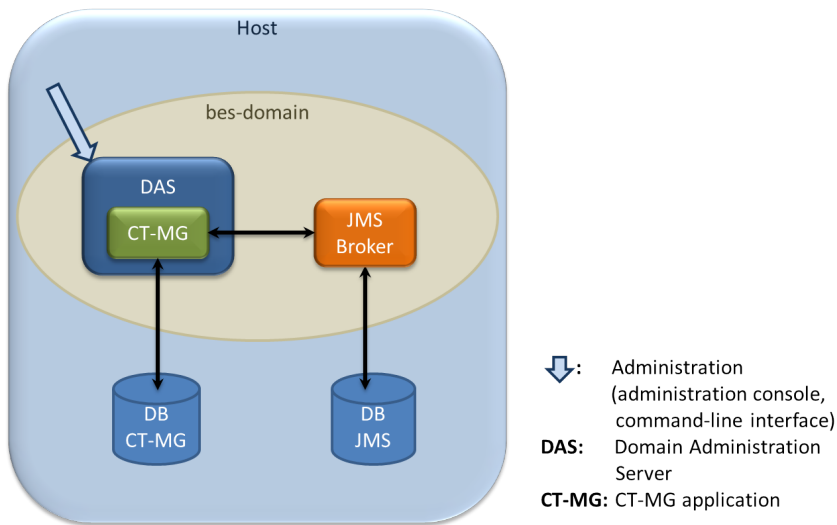 Host
bes-domain
DAS
CT-MG
JMS
Broker
DB
CT-MG
DB
JMS
: Administration
(administration console,
command-line interface)
DAS: Domain Administration
Server
CT-MG: CT-MG application